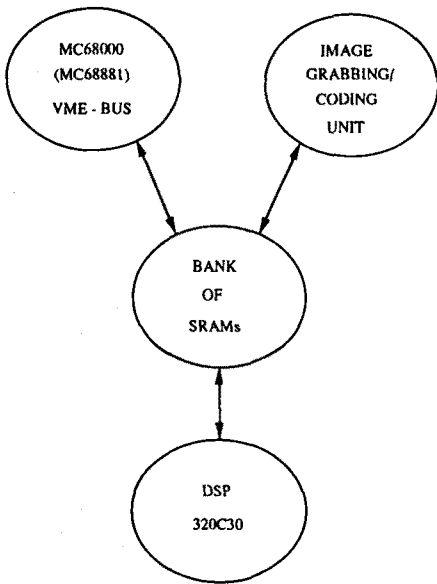 MC68000
(MC68881)
VME - BUS
IMAGE
GRABBING/
CODING
UNIT
BANK
OF
SRAMs
DSP
320C30